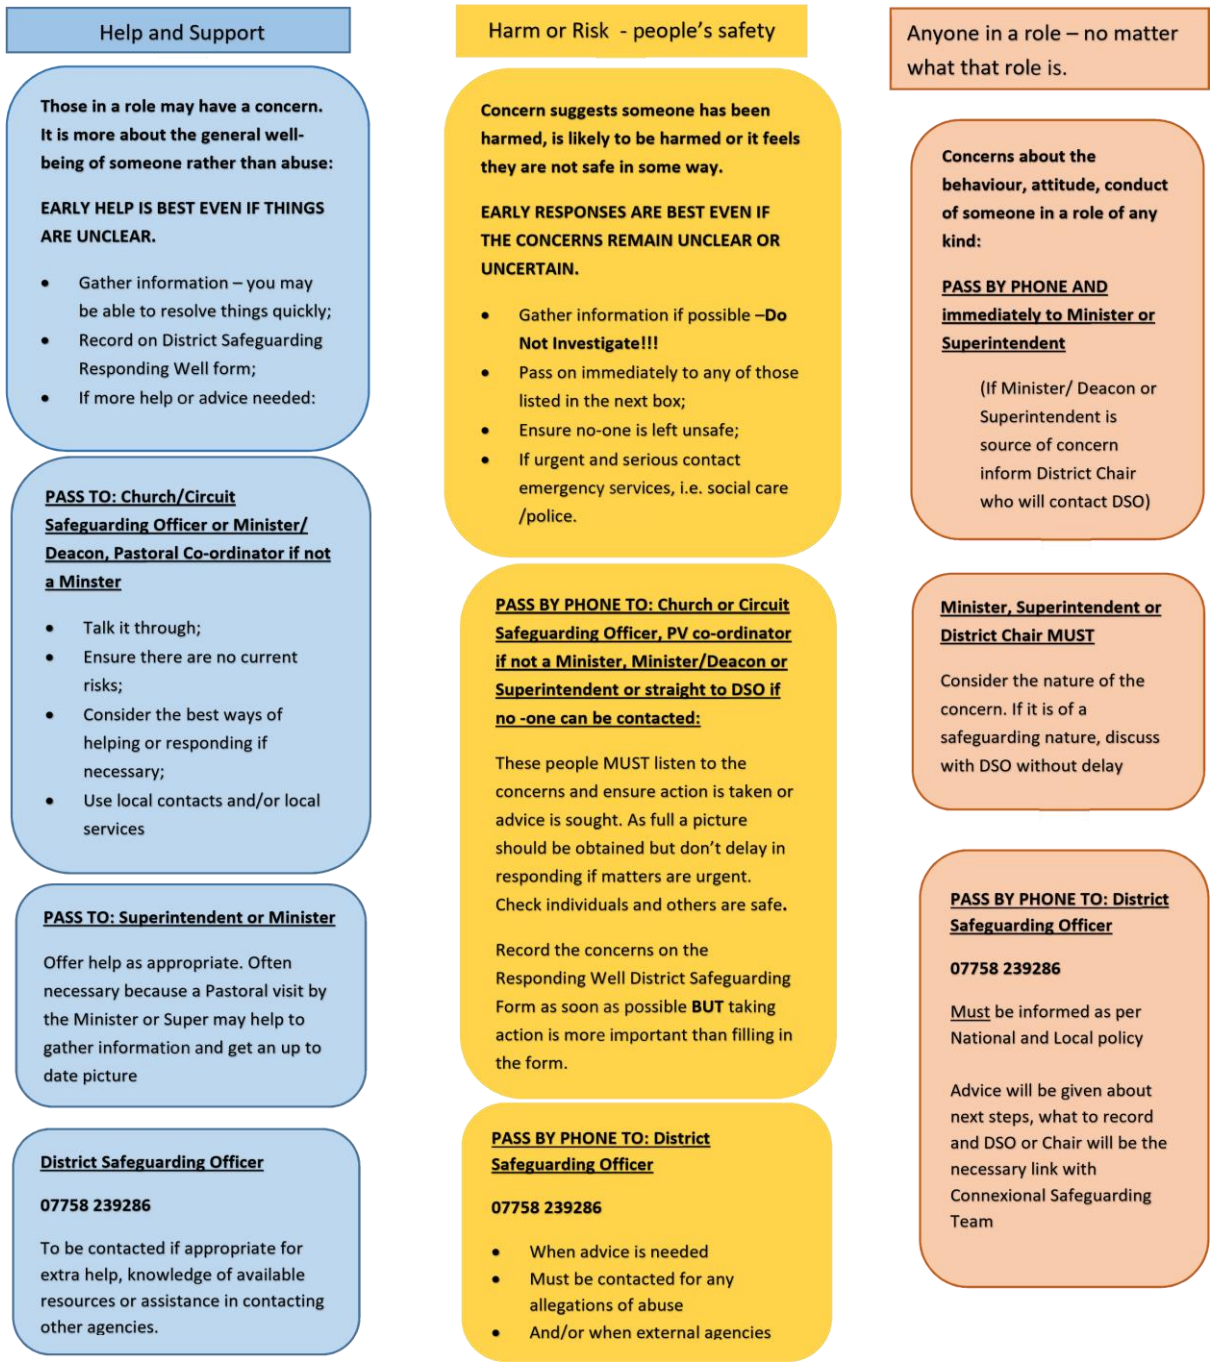 Help and Support
Those in a role may have a concern.
It is more about the general well-
being of someone rather than abuse:
EARLY HELP IS BEST EVEN IF THINGS
ARE UNCLEAR.
• Gather information – you may
be able to resolve things quickly;
• Record on District Safeguarding
Responding Well form;
• If more help or advice needed:
PASS TO: Church/Circuit
Safeguarding Officer or Minister/
Deacon, Pastoral Co-ordinator if not
a Minster
• Talk it through;
• Ensure there are no current
risks;
• Consider the best ways of
helping or responding if
necessary;
• Use local contacts and/or local
services
PASS TO: Superintendent or Minister
Offer help as appropriate. Often
necessary because a Pastoral visit by
the Minister or Super may help to
gather information and get an up to
date picture
District Safeguarding Officer
07758 239286
To be contacted if appropriate for
extra help, knowledge of available
resources or assistance in contacting
other agencies.
Harm or Risk - people's safety
Concern suggests someone has been
harmed, is likely to be harmed or it feels
they are not safe in some way.
EARLY RESPONSES ARE BEST EVEN IF
THE CONCERNS REMAIN UNCLEAR OR
UNCERTAIN.
• Gather information if possible –Do
Not Investigate!!!
• Pass on immediately to any of those
listed in the next box;
• Ensure no-one is left unsafe;
• If urgent and serious contact
emergency services, i.e. social care
/police.
PASS BY PHONE TO: Church or Circuit
Safeguarding Officer, PV co-ordinator
if not a Minister, Minister/Deacon or
Superintendent or straight to DSO if
no -one can be contacted:
These people MUST listen to the
concerns and ensure action is taken or
advice is sought. As full a picture
should be obtained but don't delay in
responding if matters are urgent.
Check individuals and others are safe.
Record the concerns on the
Responding Well District Safeguarding
Form as soon as possible BUT taking
action is more important than filling in
the form.
PASS BY PHONE TO: District
Safeguarding Officer
07758 239286
• When advice is needed
• Must be contacted for any
allegations of abuse
• And/or when external agencies
Anyone in a role – no matter
what that role is.
Concerns about the
behaviour, attitude, conduct
of someone in a role of any
kind:
PASS BY PHONE AND
immediately to Minister or
Superintendent
(If Minister/ Deacon or
Superintendent is
source of concern
inform District Chair
who will contact DSO)
Minister, Superintendent or
District Chair MUST
Consider the nature of the
concern. If it is of a
safeguarding nature, discuss
with DSO without delay
PASS BY PHONE TO: District
Safeguarding Officer
07758 239286
Must be informed as per
National and Local policy
Advice will be given about
next steps, what to record
and DSO or Chair will be the
necessary link with
Connexional Safeguarding
Team